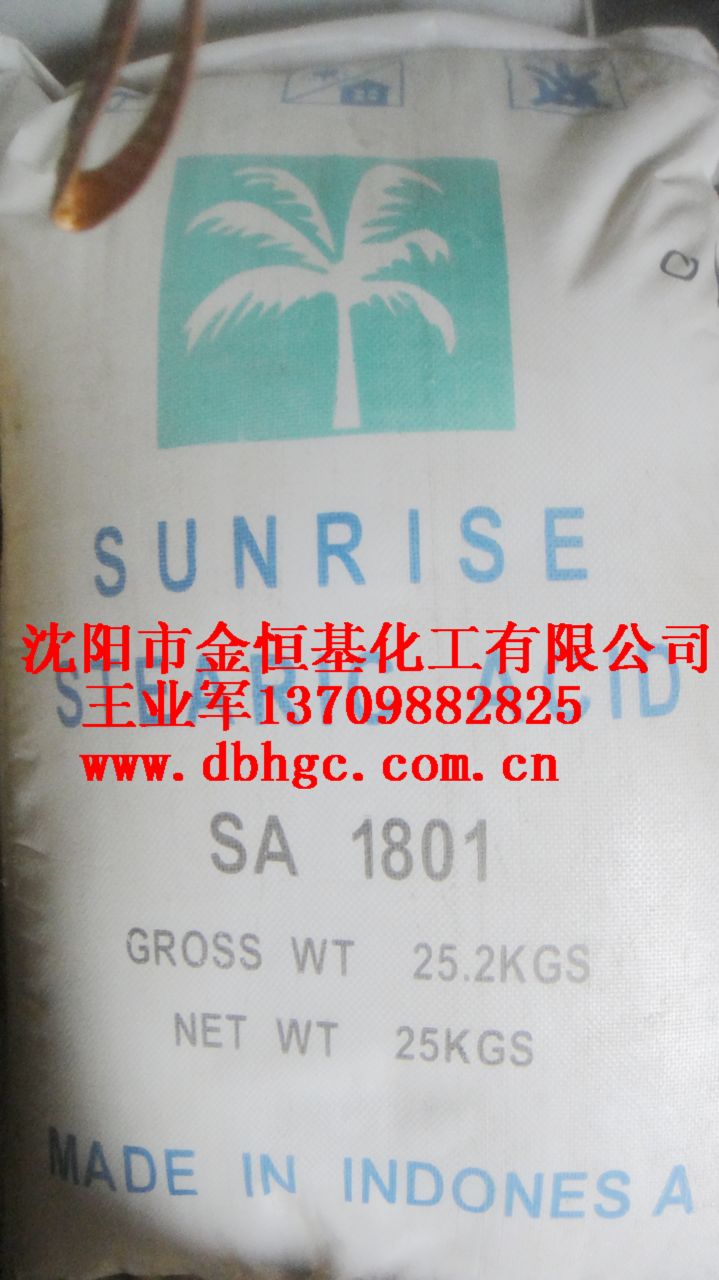 SUNRISE
沈阳市金恒基化工有限公司
STEARIC ACID
王业军13709882825
www.dbhgc.com.cn
SA 1801
GROSS WT 25.2KGS
NET WT 25KGS
MADE IN INDONES A